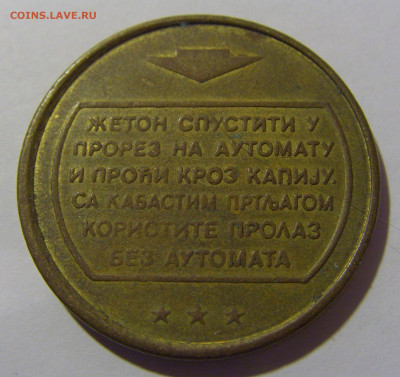 COINS.LAVE.RU
ЖЕТОН СПУСТИТИ У
ПРОРЕЗ НА АУТОМАТУ
И ПРОЋИ КРОЗ КАПИЈУ.
СА КАБАСТИМ ПРТЉАГОМ
КОРИСТИТЕ ПРОЛАЗ
БЕЗ АУТОМАТА